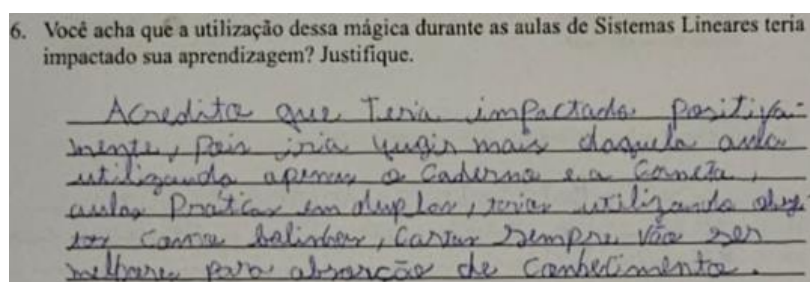 6. Você acha que a utilização dessa mágica durante as aulas de Sistemas Lineares teria
impactado sua aprendizagem? Justifique.
Acredito que Teria impactado positiva-
mente, pois iria fugir mais daquela aula
utilizando apenas o Caderno e a Caneta,
aulas Praticas em duplas, utilizando obje-
tos como balinhas, Cartas sempre vão ser
melhores para absorção de Conhecimento.